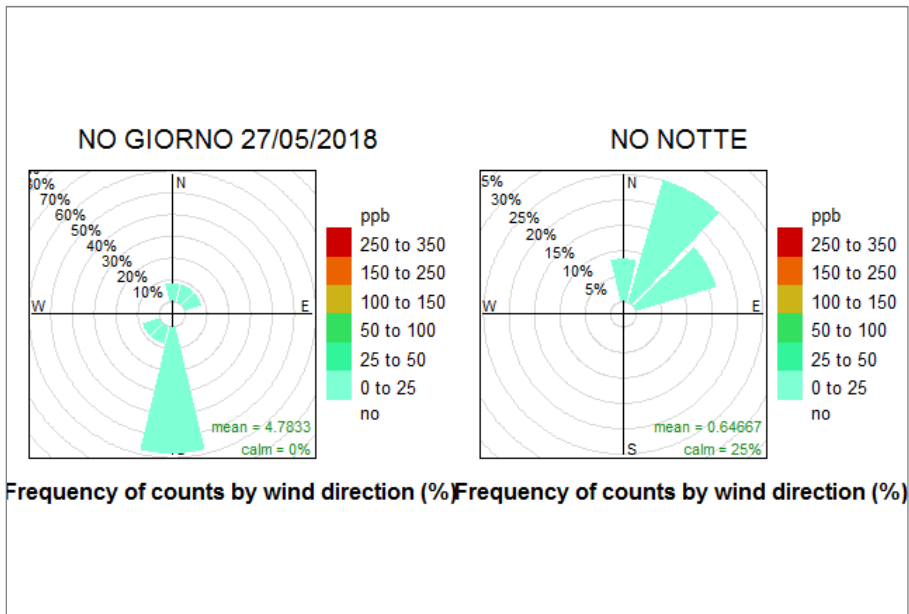 NO GIORNO 27/05/2018
N
70%
60%
50%
40%
30%
20%
10%
W
E
mean = 4.7833
calm = 0%
ppb
250 to 350
150 to 250
100 to 150
50 to 100
25 to 50
0 to 25
no
Frequency of counts by wind direction (%)
NO NOTTE
N
5%
30%
25%
20%
15%
10%
5%
W
E
S
mean = 0.64667
calm = 25%
ppb
250 to 350
150 to 250
100 to 150
50 to 100
25 to 50
0 to 25
no
Frequency of counts by wind direction (%)